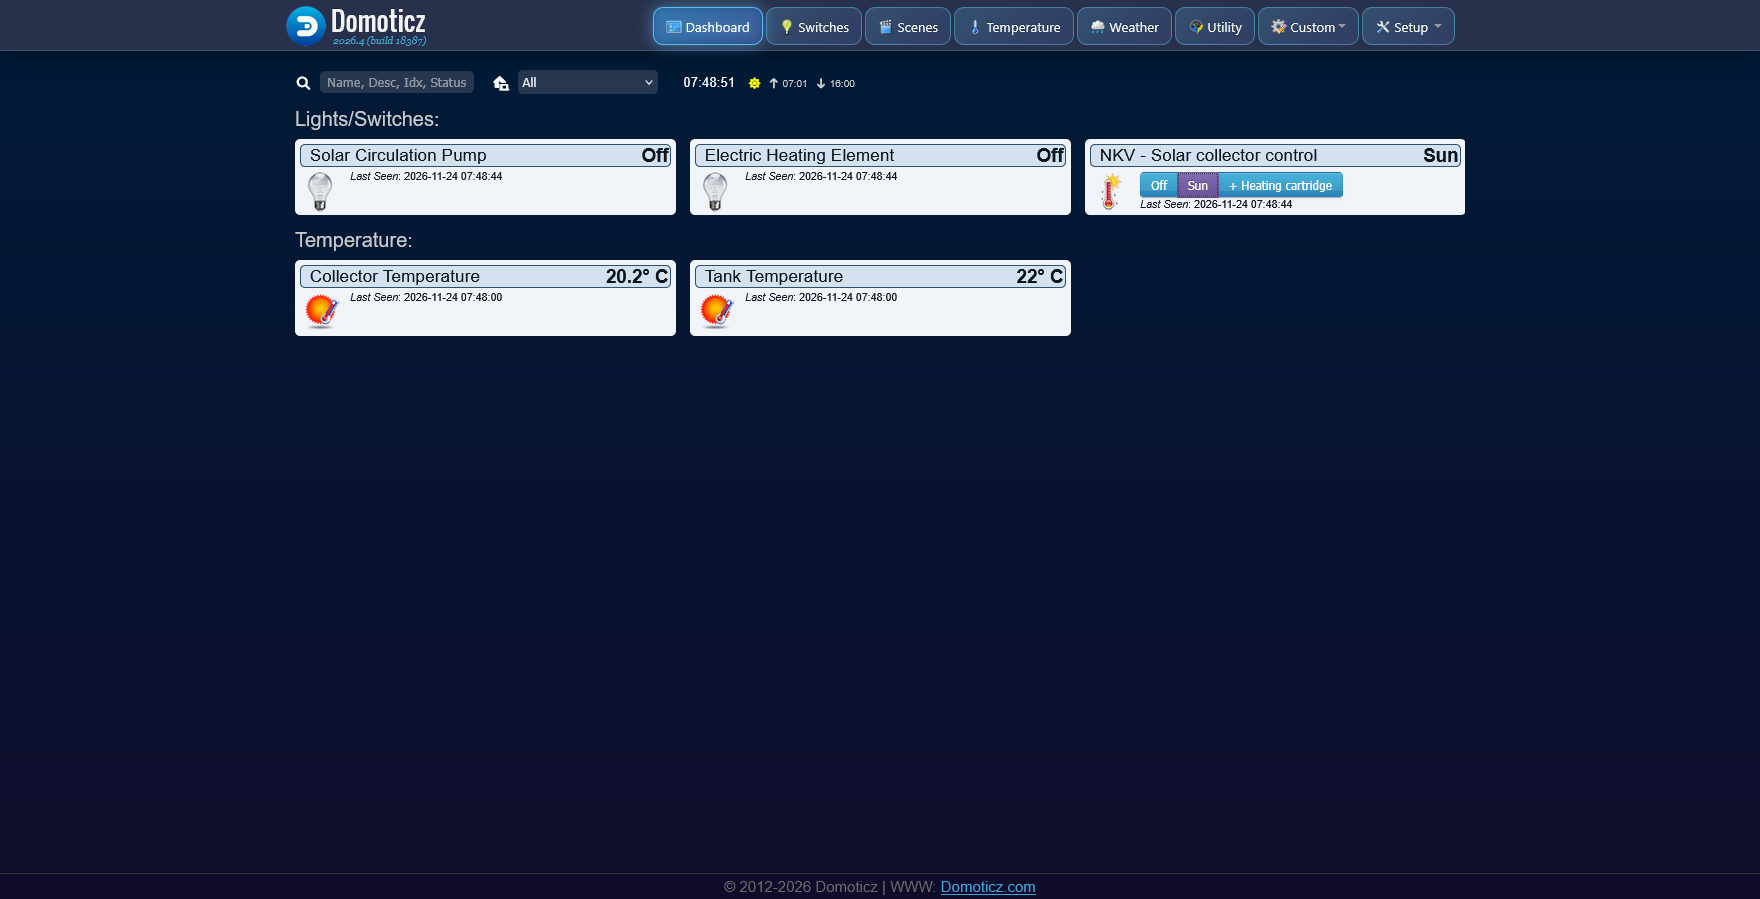 Domoticz
2026.4 (build 18387)
Dashboard Switches Scenes Temperature Weather Utility Custom Setup
Name, Desc, Idx, Status All 07:48:51 07:01 16:00
Lights/Switches:
Solar Circulation Pump Off
Last Seen: 2026-11-24 07:48:44
Electric Heating Element Off
Last Seen: 2026-11-24 07:48:44
NKV - Solar collector control Sun
Off Sun + Heating cartridge
Last Seen: 2026-11-24 07:48:44
Temperature:
Collector Temperature 20.2° C
Last Seen: 2026-11-24 07:48:00
Tank Temperature 22° C
Last Seen: 2026-11-24 07:48:00
© 2012-2026 Domoticz | WWW: Domoticz.com